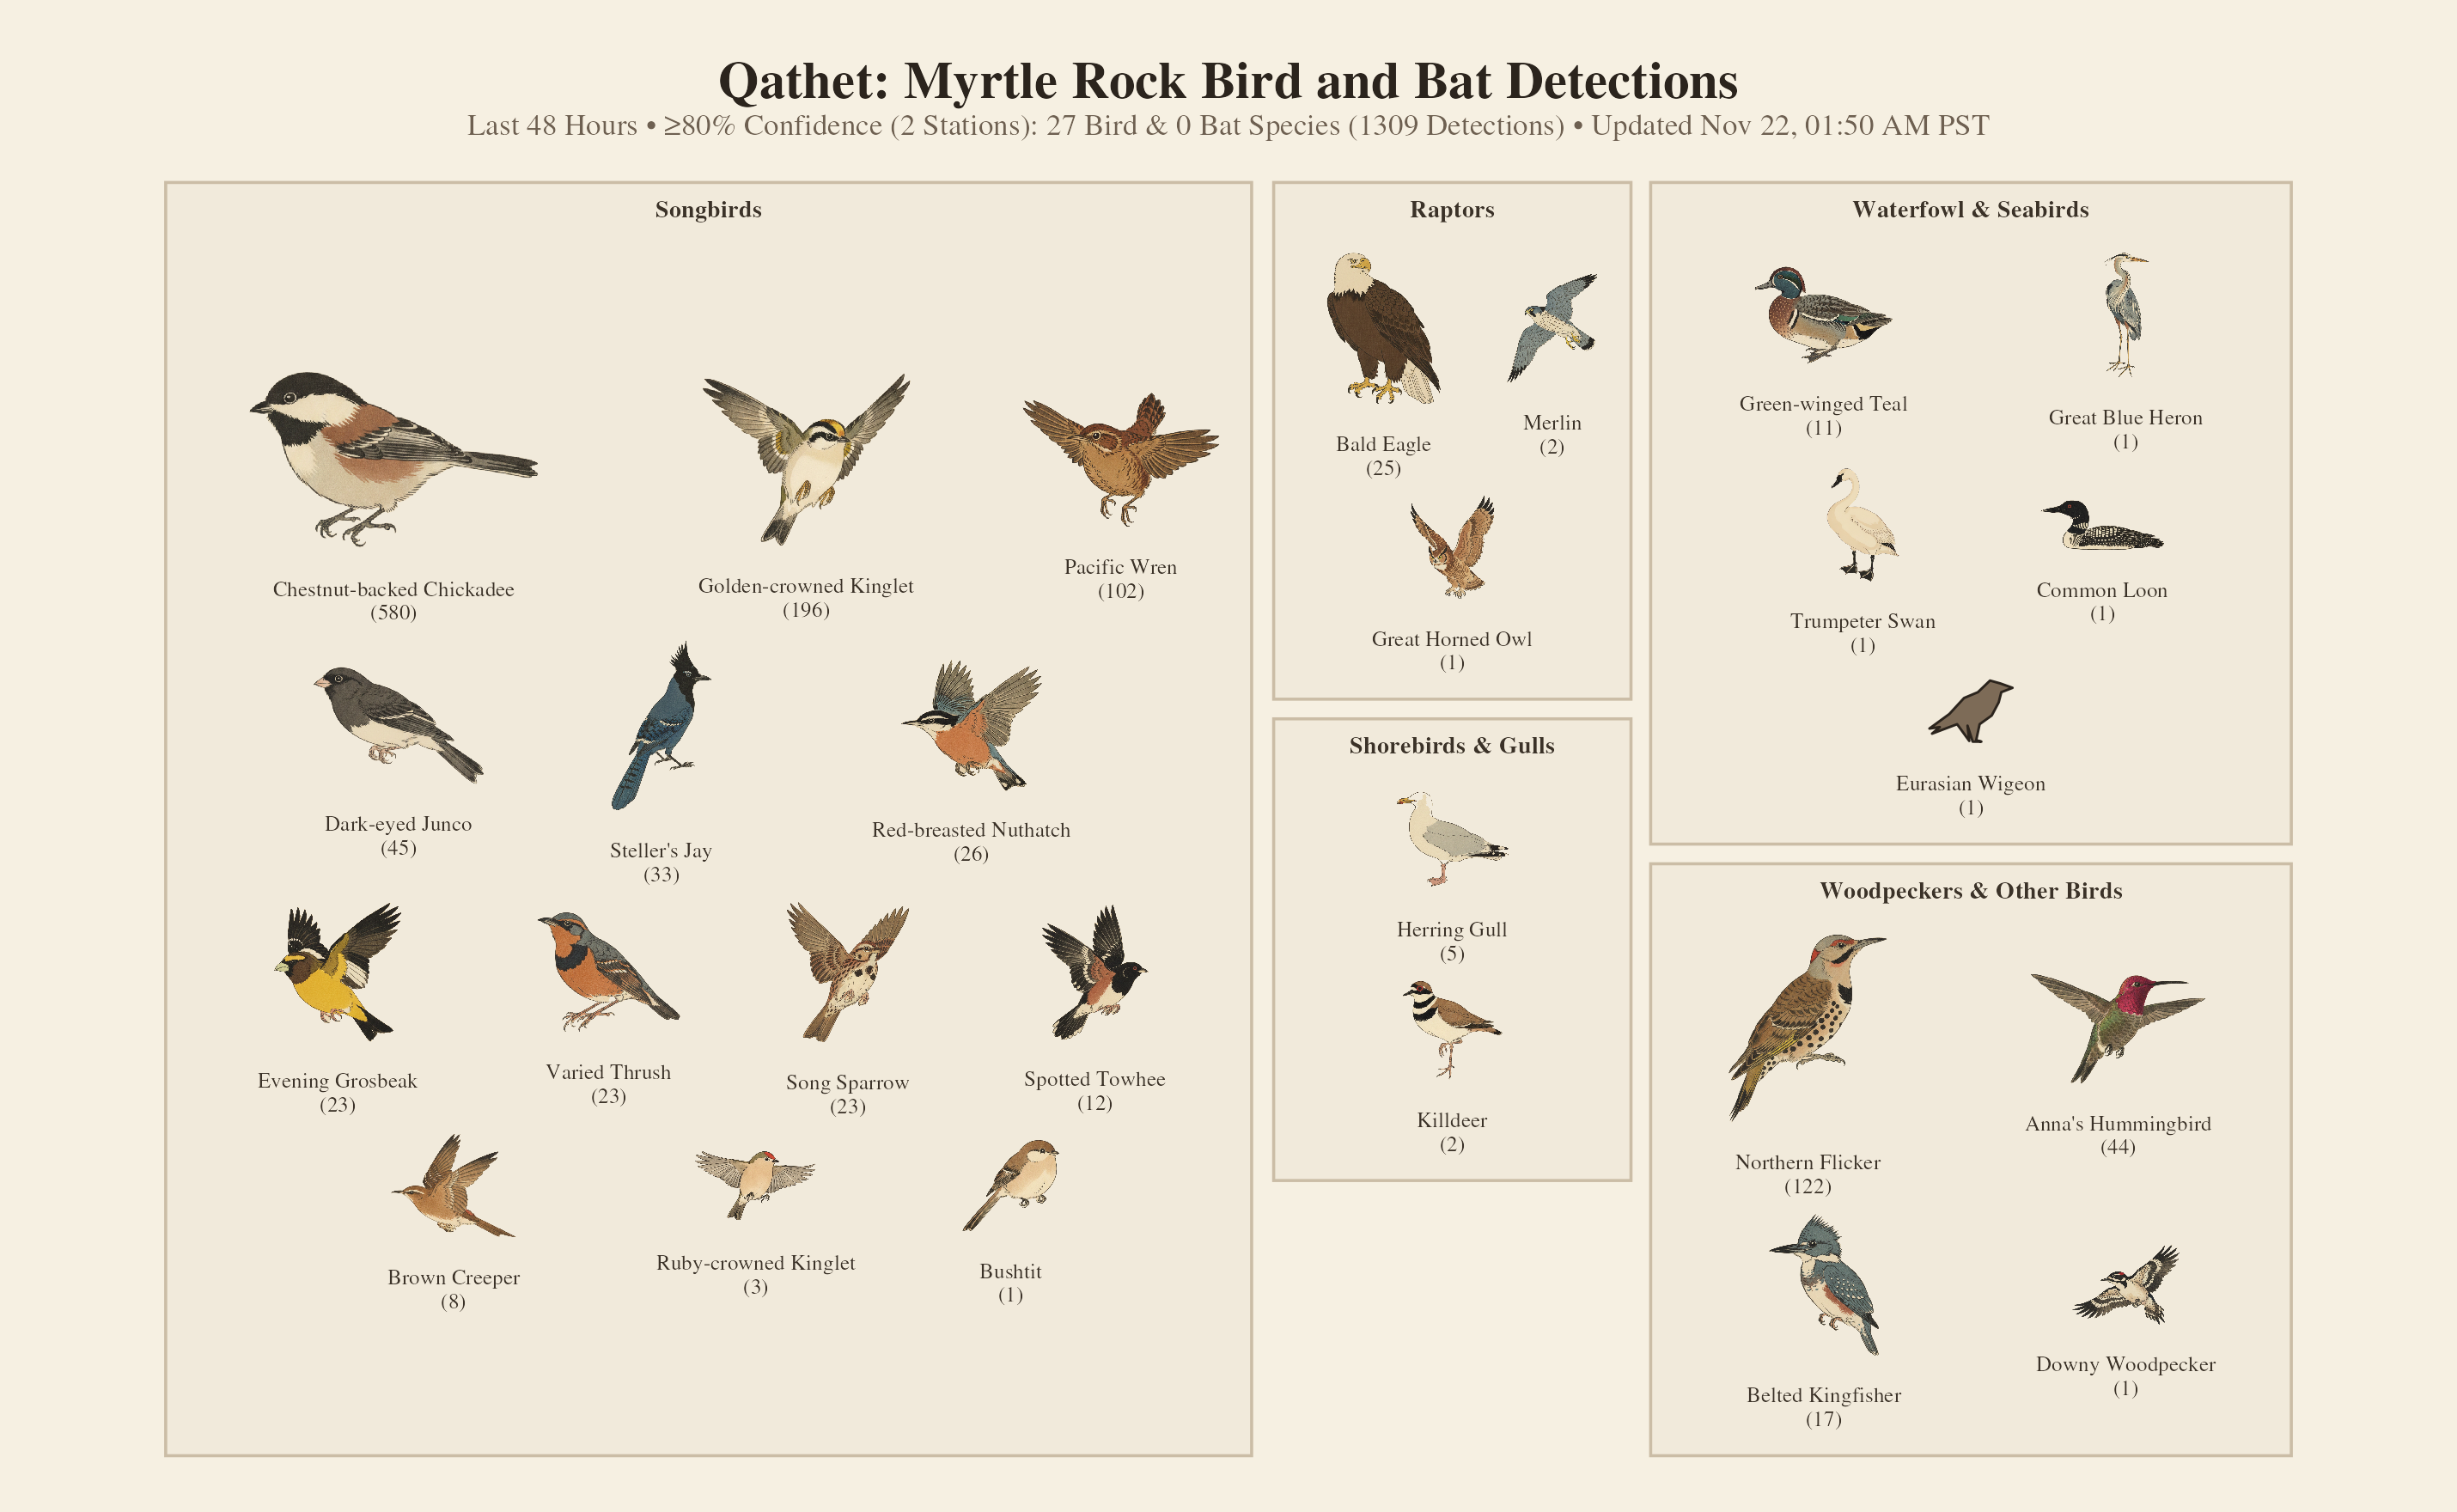 Qathet: Myrtle Rock Bird and Bat Detections
Last 48 Hours • ≥80% Confidence (2 Stations): 27 Bird & 0 Bat Species (1309 Detections) • Updated Nov 22, 01:50 AM PST
Songbirds
Chestnut-backed Chickadee
(580)
Golden-crowned Kinglet
(196)
Pacific Wren
(102)
Dark-eyed Junco
(45)
Steller's Jay
(33)
Red-breasted Nuthatch
(26)
Evening Grosbeak
(23)
Varied Thrush
(23)
Song Sparrow
(23)
Spotted Towhee
(12)
Brown Creeper
(8)
Ruby-crowned Kinglet
(3)
Bushtit
(1)
Raptors
Bald Eagle
(25)
Merlin
(2)
Great Horned Owl
(1)
Shorebirds & Gulls
Herring Gull
(5)
Killdeer
(2)
Waterfowl & Seabirds
Green-winged Teal
(11)
Great Blue Heron
(1)
Trumpeter Swan
(1)
Common Loon
(1)
Eurasian Wigeon
(1)
Woodpeckers & Other Birds
Northern Flicker
(122)
Anna's Hummingbird
(44)
Belted Kingfisher
(17)
Downy Woodpecker
(1)